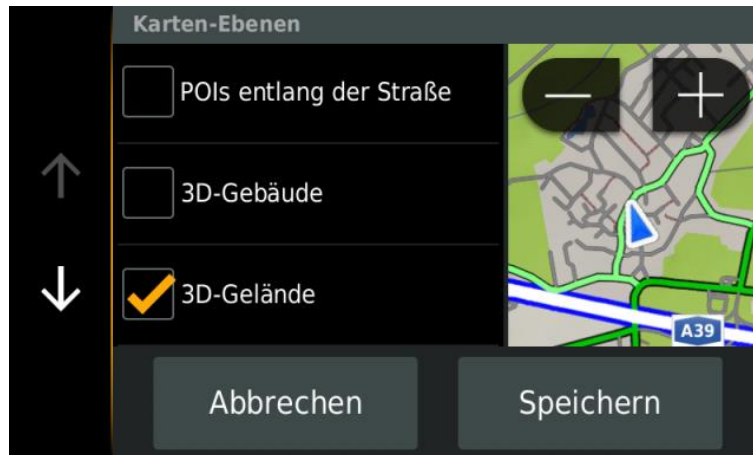 Karten-Ebenen
POIs entlang der Straße
3D-Gebäude
3D-Gelände
A39
Abbrechen
Speichern